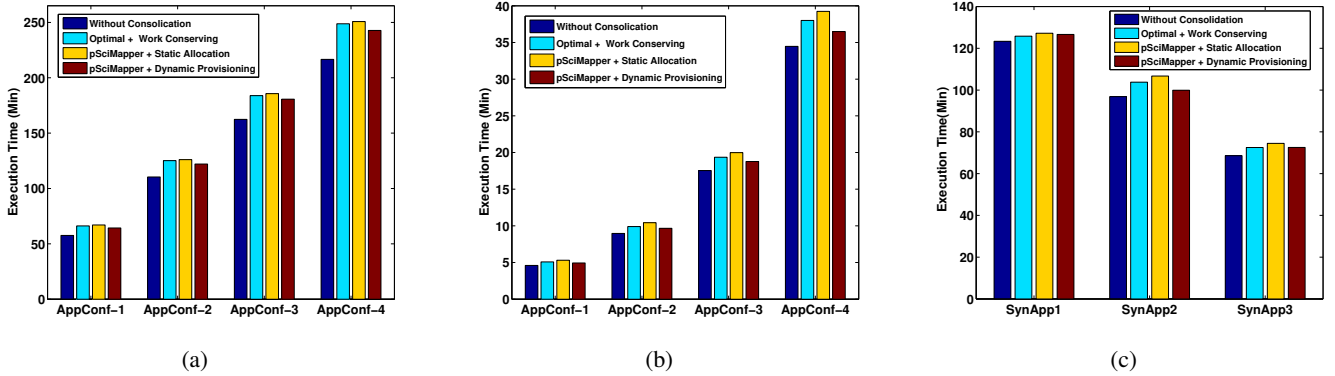 Execution Time (Min)
250
200
150
100
50
0
Without Consolication
Optimal + Work Conserving
pSciMapper + Static Allocation
pSciMapper + Dynamic Provisioning
AppConf-1 AppConf-2 AppConf-3 AppConf-4
(a)
Execution Time (Min)
40
35
30
25
20
15
10
5
0
Without Consolidation
Optimal + Work Conserving
pSciMapper + Static Allocation
pSciMapper + Dynamic Provisioning
AppConf-1 AppConf-2 AppConf-3 AppConf-4
(b)
Execution Time(Min)
140
120
100
80
60
40
20
0
Without Consolidation
Optimal + Work Conserving
pSciMapper + Static Allocation
pSciMapper + Dynamic Provisioning
SynApp1 SynApp2 SynApp3
(c)